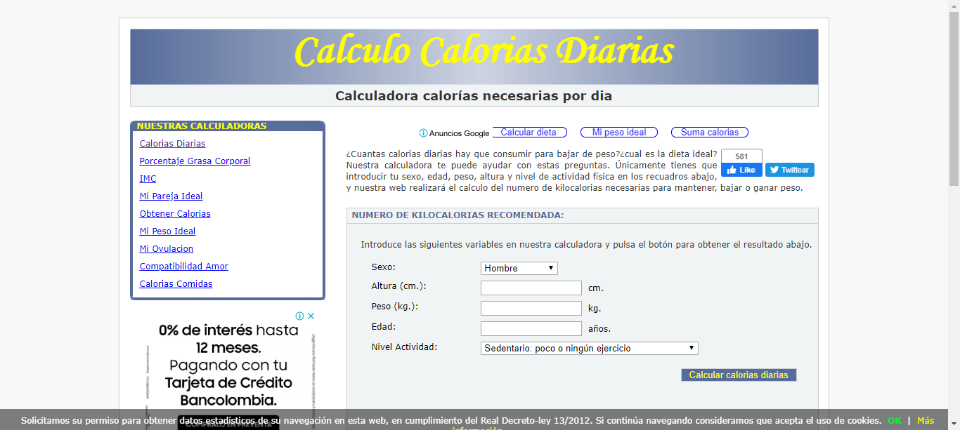 Calculo Calorias Diarias
Calculadora calorías necesarias por dia
NUESTRAS CALCULADORAS
Calorias Diarias
Porcentaje Grasa Corporal
IMC
Mi Pareja Ideal
Obtener Calorias
Mi Peso Ideal
Mi Ovulacion
Compatibilidad Amor
Calorias Comidas
0% de interés hasta
12 meses.
Pagando con tu
Tarjeta de Crédito
Bancolombia.
Anuncios Google Calcular dieta Mi peso ideal Suma calorias
¿Cuantas calorias diarias hay que consumir para bajar de peso?¿cual es la dieta ideal?
Nuestra calculadora te puede ayudar con estas preguntas. Únicamente tienes que
introducir tu sexo, edad, peso, altura y nivel de actividad física en los recuadros abajo,
y nuestra web realizará el calculo del numero de kilocalorias necesarias para mantener, bajar o ganar peso.
581
Like Twittear
NUMERO DE KILOCALORIAS RECOMENDADA:
Introduce las siguientes variables en nuestra calculadora y pulsa el botón para obtener el resultado abajo.
Sexo: Hombre
Altura (cm.): cm.
Peso (kg.): kg.
Edad: años.
Nivel Actividad: Sedentario: poco o ningún ejercicio
Calcular calorias diarias
Solicitamos su permiso para obtener datos estadísticos de su navegación en esta web, en cumplimiento del Real Decreto-ley 13/2012. Si continúa navegando consideramos que acepta el uso de cookies. OK | Más
información